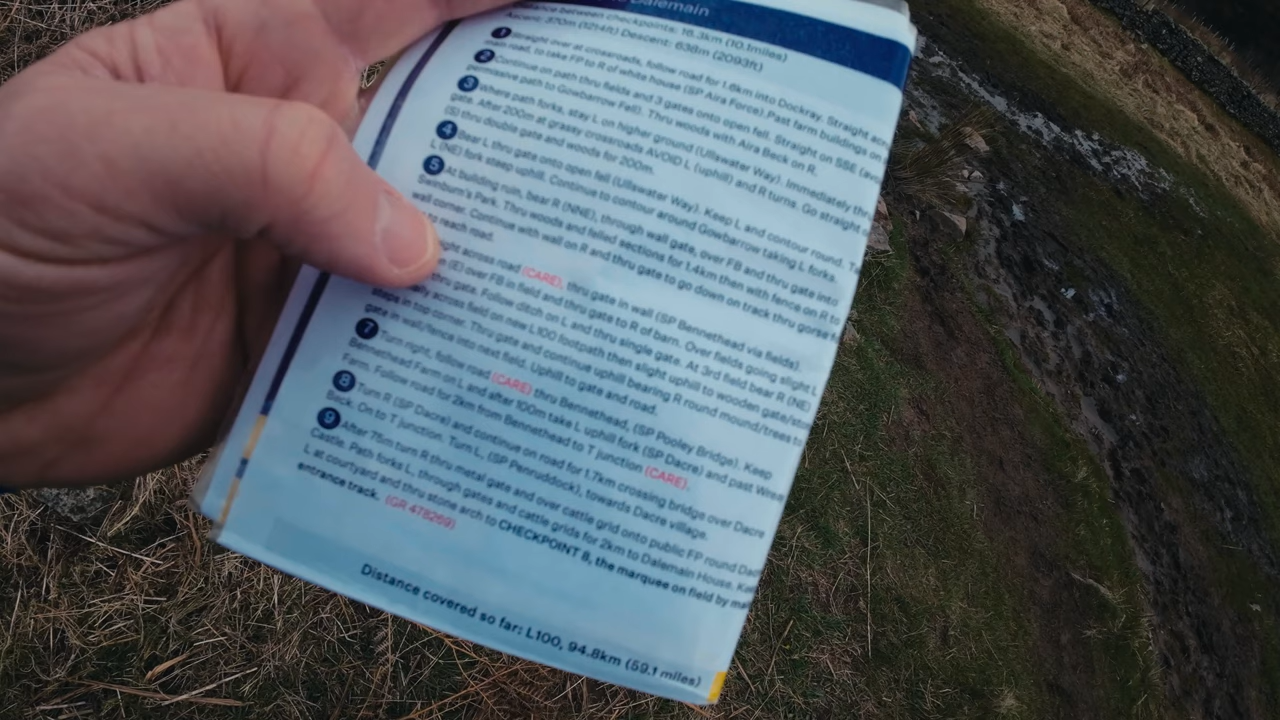 Dalemain
between checkpoints: 16.3km (10.1miles)
Ascent: 370m (1214ft) Descent: 638m (2093ft)
1 Straight over at crossroads, follow road for 1.6km into Dockray. Straight
main road, to take FP to R of white house (SP Aira Force). Past farm buildings on
2 Continue on path thru fields and 3 gates onto open fell. Straight on SSE
permissive path to Gowbarrow Fell). Thru woods with Aira Beck on R.
3 Where path forks, stay L on higher ground (Ullswater Way). Immediately thru
gate. After 200m at grassy crossroads AVOID L (uphill) and R turns. Go straight
(S) thru double gate and woods for 200m.
4 Bear L thru gate onto open fell (Ullswater Way). Keep L and contour round.
L (NE) fork steep uphill. Continue to contour around Gowbarrow taking L forks.
5 At building ruin, bear R (NNE), through wall gate, over FB and thru gate into
Swinburn's Park. Thru woods and felled sections for 1.4km then with fence on R to
wall corner. Continue with wall on R and thru gate to go down on track thru gorse
to reach road.
across road (CARE), thru gate in wall (SP Bennethead via fields).
(E) over FB in field and thru gate to R of barn. Over fields going slight L
thru gate. Follow ditch on L and thru single gate. At 3rd field bear R (NE)
across field on new L100 footpath then slight uphill to wooden gate/
steps in top corner. Thru gate and continue uphill bearing R round mound/trees to
gate in wall/fence into next field. Uphill to gate and road.
7 Turn right, follow road (CARE) thru Bennethead, (SP Pooley Bridge). Keep
Bennethead Farm on L and after 100m take L uphill fork (SP Dacre) and past
Farm. Follow road for 2km from Bennethead to T junction (CARE).
8 Turn R (SP Dacre) and continue on road for 1.7km crossing bridge over Dacre
Beck. On to T junction. Turn L, (SP Penruddock), towards Dacre village.
9 After 75m turn R thru metal gate and over cattle grid onto public FP round
Castle. Path forks L, through gates and cattle grids for 2km to Dalemain House.
L at courtyard and thru stone arch to CHECKPOINT 8, the marquee on field by
entrance track. (GR 478269)
Distance covered so far: L100, 94.8km (59.1 miles)